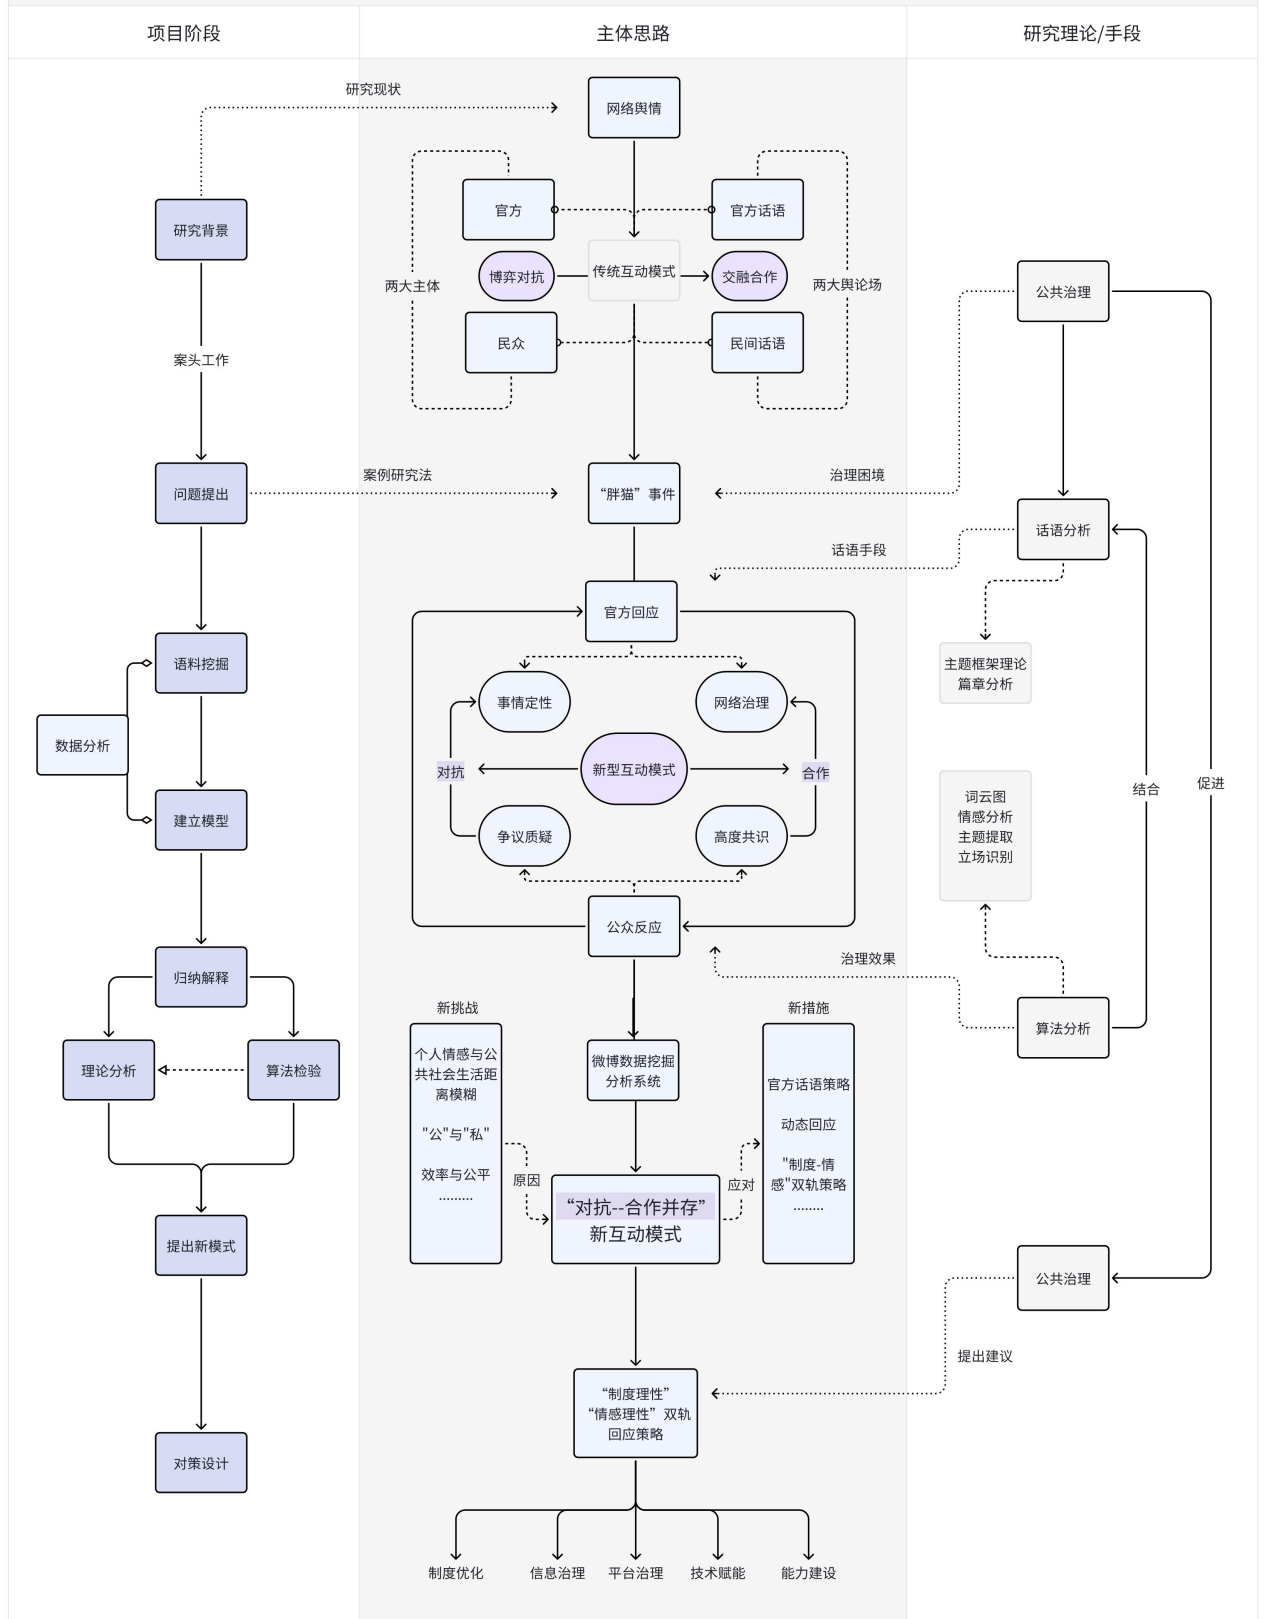 项目阶段
主体思路
研究理论/手段
研究现状
网络舆情
官方
官方话语
研究背景
博弈对抗
传统互动模式
交融合作
两大主体
两大舆论场
公共治理
民众
民间话语
案头工作
案例研究法
治理困境
问题提出
“胖猫”事件
话语分析
话语手段
官方回应
语料挖掘
主题框架理论
篇章分析
事情定性
网络治理
数据分析
对抗
新型互动模式
合作
结合
促进
词云图
情感分析
主题提取
立场识别
建立模型
争议质疑
高度共识
公众反应
治理效果
归纳解释
新挑战
新措施
算法分析
个人情感与公
共社会生活距
离模糊
"公"与"私"
效率与公平
.........
微博数据挖掘
分析系统
官方话语策略
动态回应
"制度-情
感"双轨策略
........
理论分析
算法检验
原因
应对
“对抗--合作并存”
新互动模式
提出新模式
公共治理
提出建议
“制度理性”
“情感理性”双轨
回应策略
对策设计
制度优化
信息治理
平台治理
技术赋能
能力建设